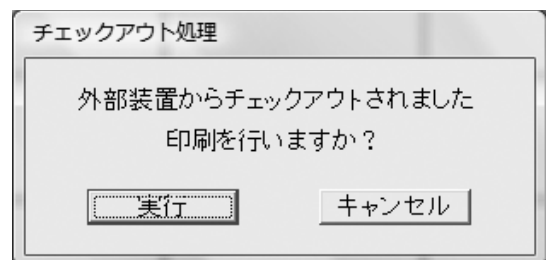 チェックアウト処理
外部装置からチェックアウトされました
印刷を行いますか？
実行
キャンセル